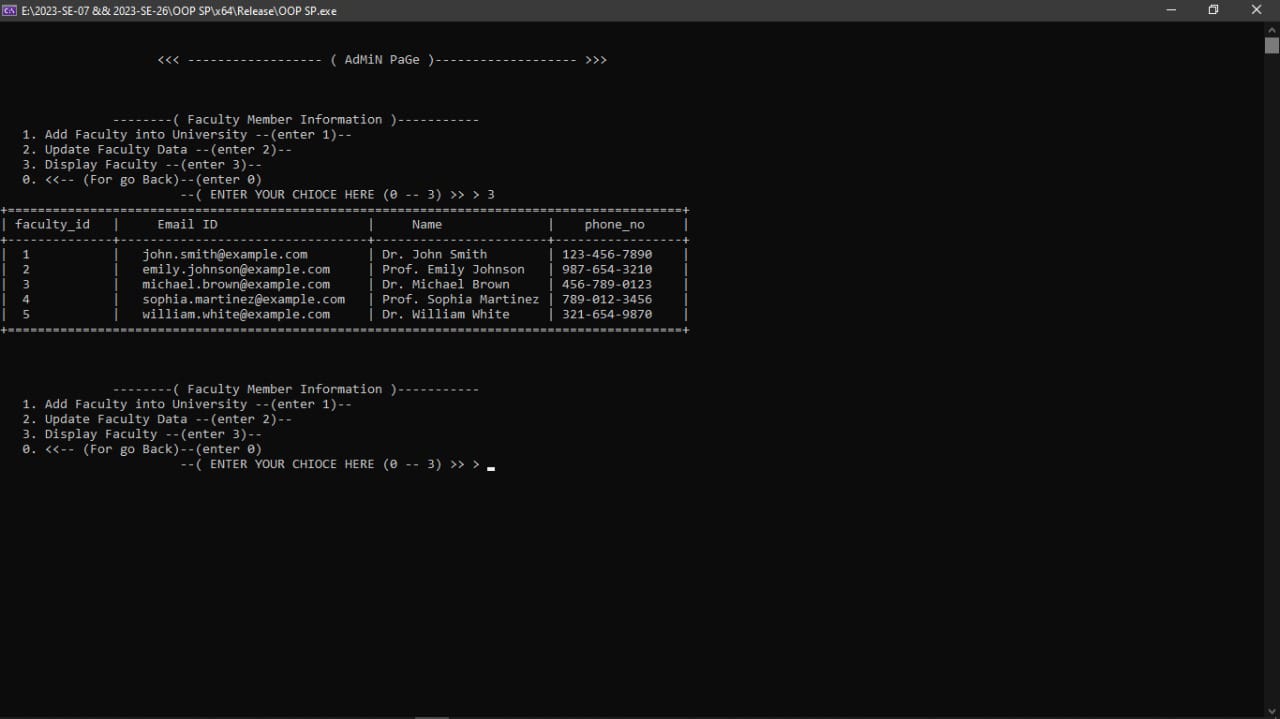 E:\2023-SE-07 && 2023-SE-26\OOP SP\x64\Release\OOP SP.exe
<<< ------------------ ( AdMiN PaGe )------------------- >>>
--------( Faculty Member Information )-----------
1. Add Faculty into University --(enter 1)--
2. Update Faculty Data --(enter 2)--
3. Display Faculty --(enter 3)--
0. <<-- (For go Back)--(enter 0)
--( ENTER YOUR CHIOCE HERE (0 -- 3) >> > 3
+==========================================================================================+
| faculty_id   |     Email ID                    |     Name              |    phone_no     |
+--------------+---------------------------------+-----------------------+-----------------+
|  1           |   john.smith@example.com        | Dr. John Smith        | 123-456-7890    |
|  2           |   emily.johnson@example.com     | Prof. Emily Johnson   | 987-654-3210    |
|  3           |   michael.brown@example.com     | Dr. Michael Brown     | 456-789-0123    |
|  4           |   sophia.martinez@example.com   | Prof. Sophia Martinez | 789-012-3456    |
|  5           |   william.white@example.com     | Dr. William White     | 321-654-9870    |
+==========================================================================================+
--------( Faculty Member Information )-----------
1. Add Faculty into University --(enter 1)--
2. Update Faculty Data --(enter 2)--
3. Display Faculty --(enter 3)--
0. <<-- (For go Back)--(enter 0)
--( ENTER YOUR CHIOCE HERE (0 -- 3) >> >